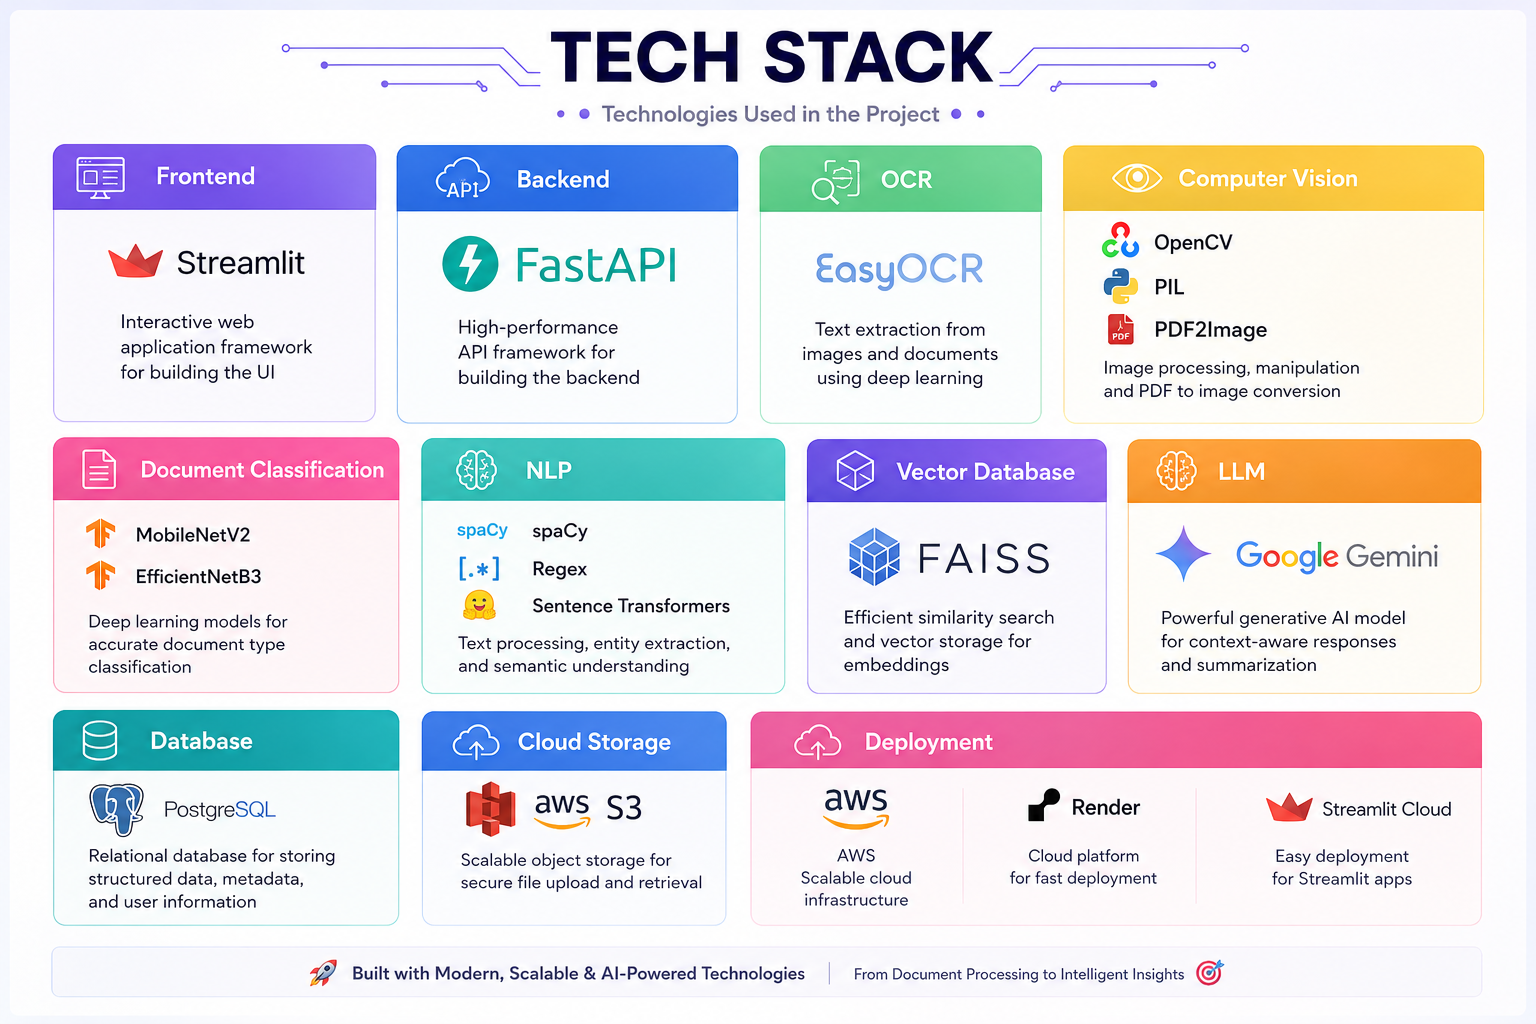 TECH STACK
Technologies Used in the Project
Frontend
Streamlit
Interactive web
application framework
for building the UI
API
Backend
FastAPI
High-performance
API framework for
building the backend
OCR
EasyOCR
Text extraction from
images and documents
using deep learning
Computer Vision
OpenCV
PIL
PDF
PDF2Image
Image processing, manipulation
and PDF to image conversion
Document Classification
MobileNetV2
EfficientNetB3
Deep learning models for
accurate document type
classification
NLP
spaCy spaCy
[.*] Regex
Sentence Transformers
Text processing, entity extraction,
and semantic understanding
Vector Database
FAISS
Efficient similarity search
and vector storage for
embeddings
LLM
Google Gemini
Powerful generative AI model
for context-aware responses
and summarization
Database
PostgreSQL
Relational database for storing
structured data, metadata,
and user information
Cloud Storage
aws S3
Scalable object storage for
secure file upload and retrieval
Deployment
aws
AWS
Scalable cloud
infrastructure
Render
Cloud platform
for fast deployment
Streamlit Cloud
Easy deployment
for Streamlit apps
Built with Modern, Scalable & AI-Powered Technologies
From Document Processing to Intelligent Insights